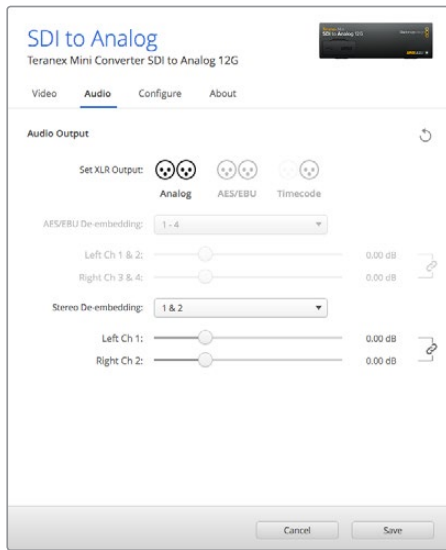 SDI to Analog
Teranex Mini Converter SDI to Analog 12G
Video Audio Configure About
Audio Output
Set XLR Output:
Analog AES/EBU Timecode
AES/EBU De-embedding: 1 - 4
Left Ch 1 & 2: 0.00 dB
Right Ch 3 & 4: 0.00 dB
Stereo De-embedding: 1 & 2
Left Ch 1: 0.00 dB
Right Ch 2: 0.00 dB
Cancel Save